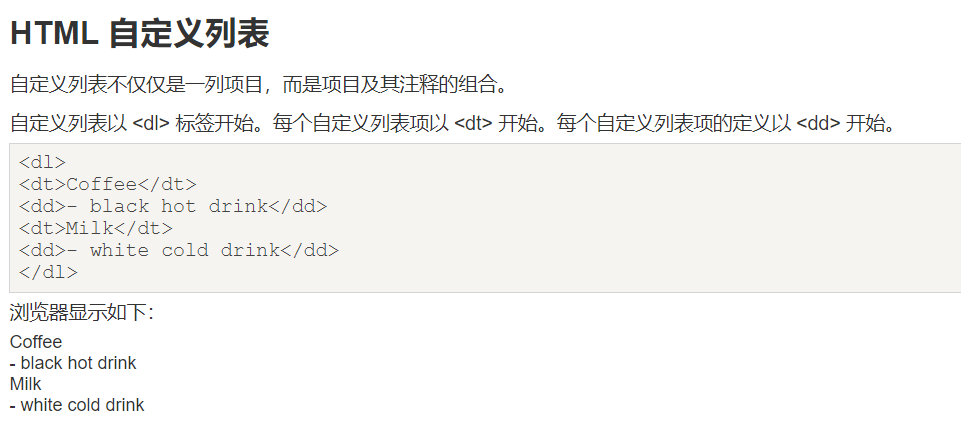 HTML 自定义列表
自定义列表不仅仅是一列项目，而是项目及其注释的组合。
自定义列表以 <dl> 标签开始。每个自定义列表项以 <dt> 开始。每个自定义列表项的定义以 <dd> 开始。
<dl>
<dt>Coffee</dt>
<dd>- black hot drink</dd>
<dt>Milk</dt>
<dd>- white cold drink</dd>
</dl>
浏览器显示如下：
Coffee
- black hot drink
Milk
- white cold drink